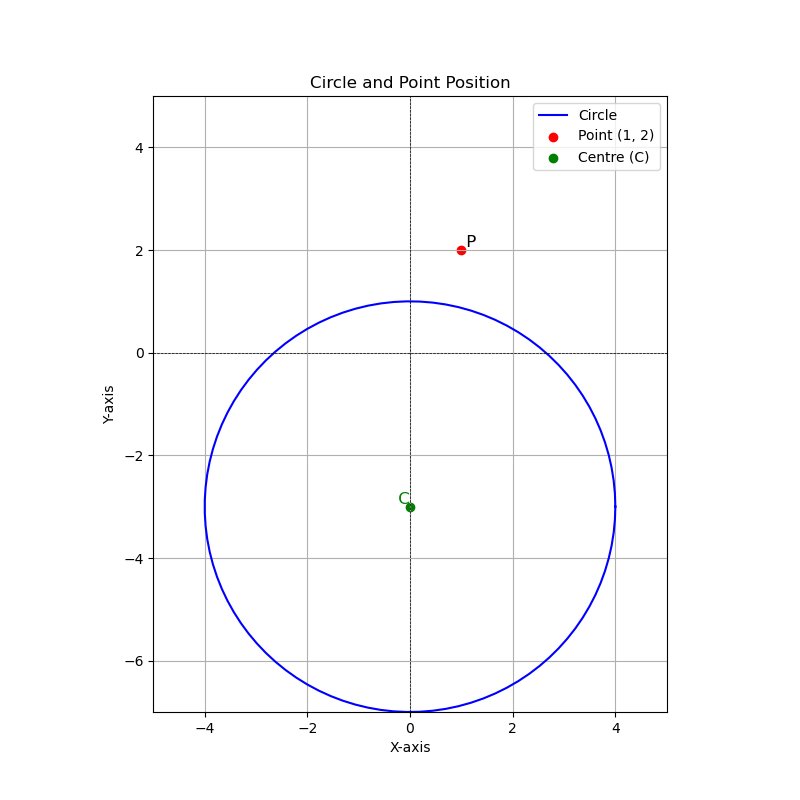 Circle and Point Position
Circle
Point (1, 2)
Centre (C)
4
2
0
−2
−4
−6
P
C
Y-axis
−4
−2
0
2
4
X-axis